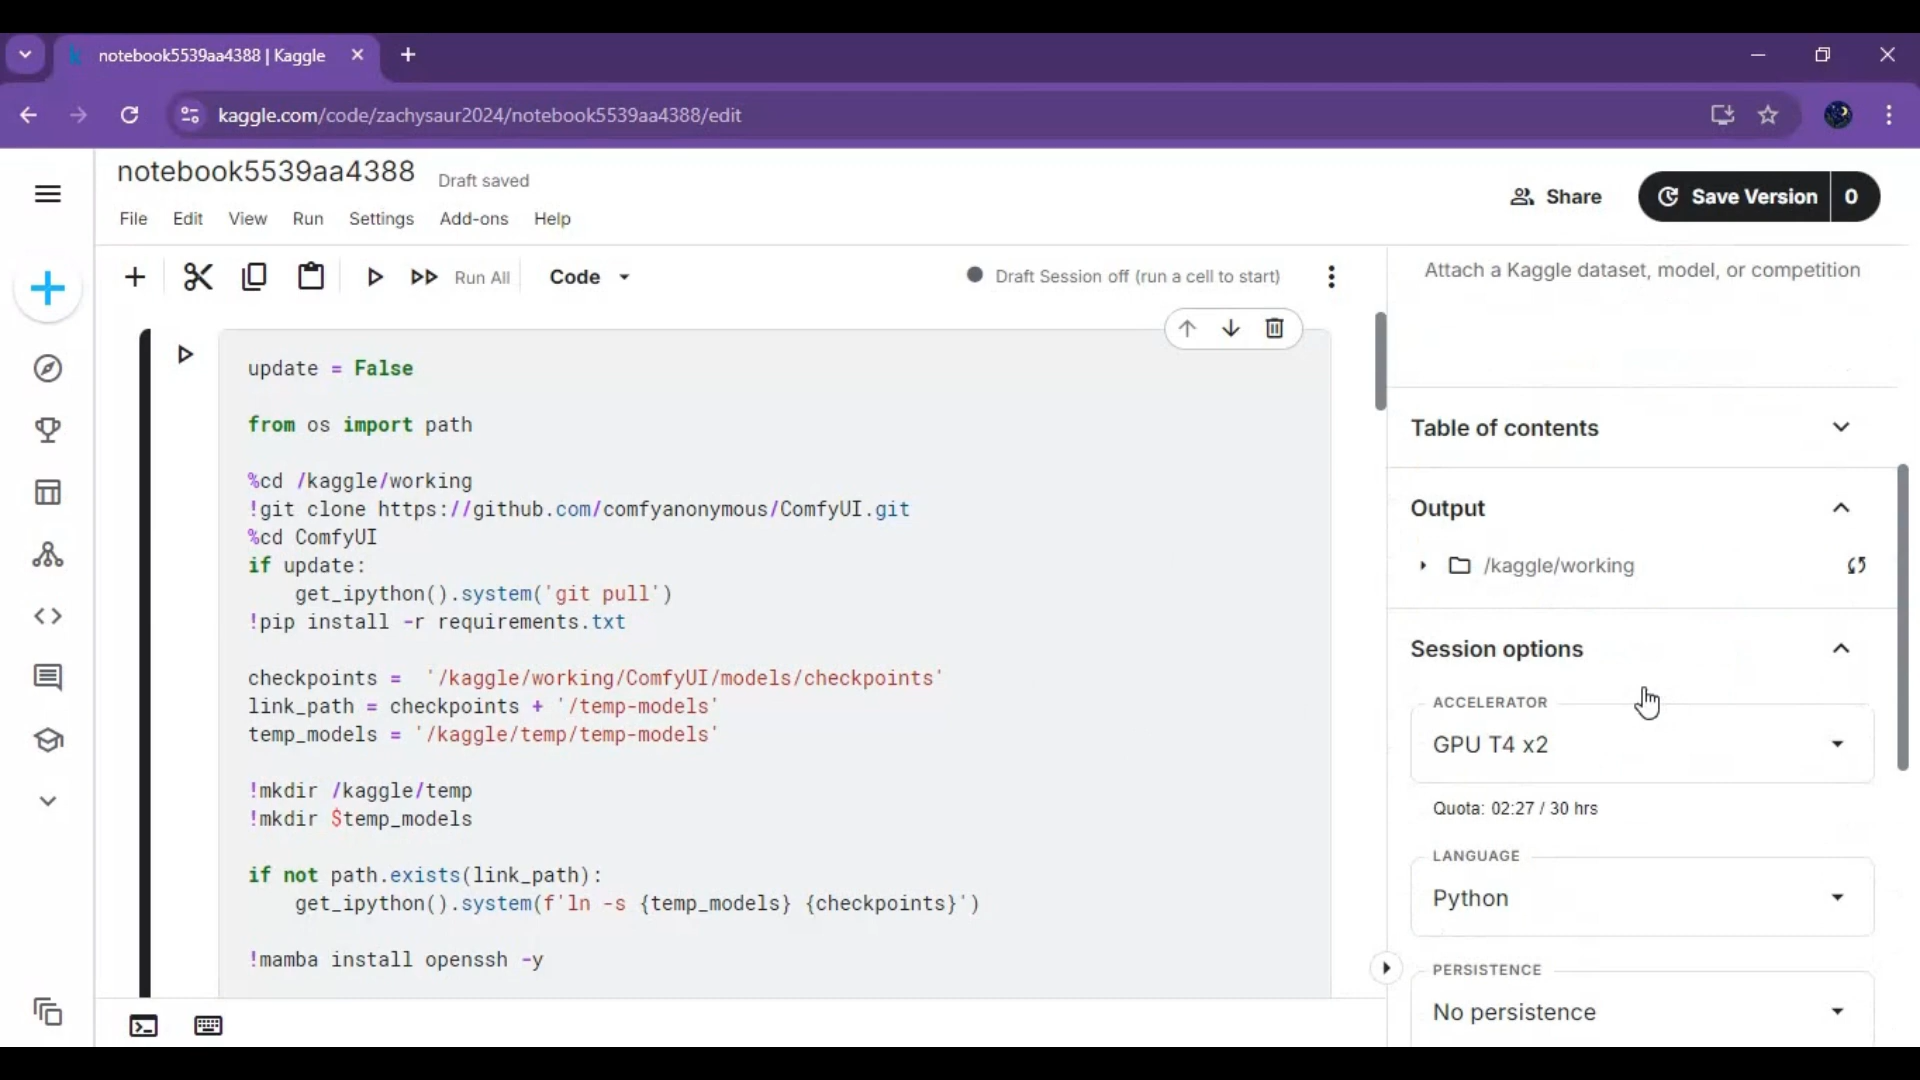 notebook5539aa4388 | Kaggle
kaggle.com/code/zachysaur2024/notebook5539aa4388/edit
notebook5539aa4388
Draft saved
File Edit View Run Settings Add-ons Help
Share
Save Version
0
Run All
Code
Draft Session off (run a cell to start)
update = False
from os import path
%cd /kaggle/working
!git clone https://github.com/comfyanonymous/ComfyUI.git
%cd ComfyUI
if update:
    get_ipython().system('git pull')
!pip install -r requirements.txt
checkpoints =  '/kaggle/working/ComfyUI/models/checkpoints'
link_path = checkpoints + '/temp-models'
temp_models = '/kaggle/temp/temp-models'
!mkdir /kaggle/temp
!mkdir $temp_models
if not path.exists(link_path):
    get_ipython().system(f'ln -s {temp_models} {checkpoints}')
!mamba install openssh -y
Attach a Kaggle dataset, model, or competition
Table of contents
Output
/kaggle/working
Session options
ACCELERATOR
GPU T4 x2
Quota: 02:27 / 30 hrs
LANGUAGE
Python
PERSISTENCE
No persistence